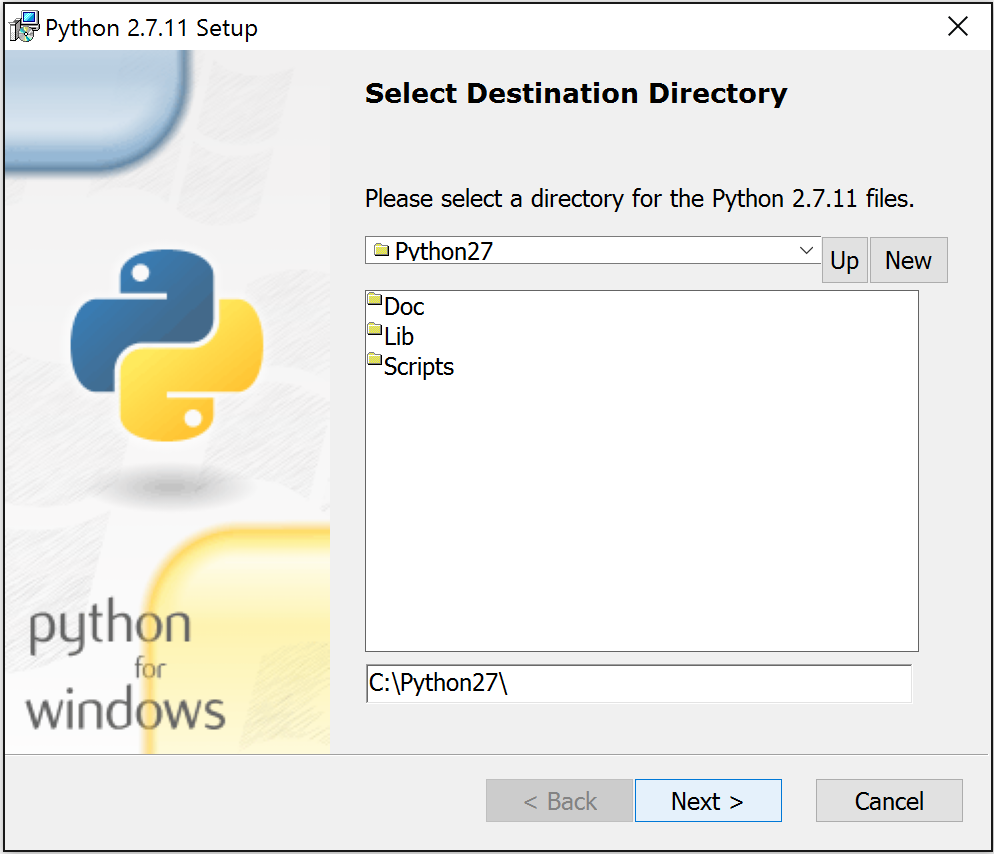 Python 2.7.11 Setup
Select Destination Directory
Please select a directory for the Python 2.7.11 files.
Python27
Up
New
Doc
Lib
Scripts
python
for
windows
C:\Python27\
< Back
Next >
Cancel